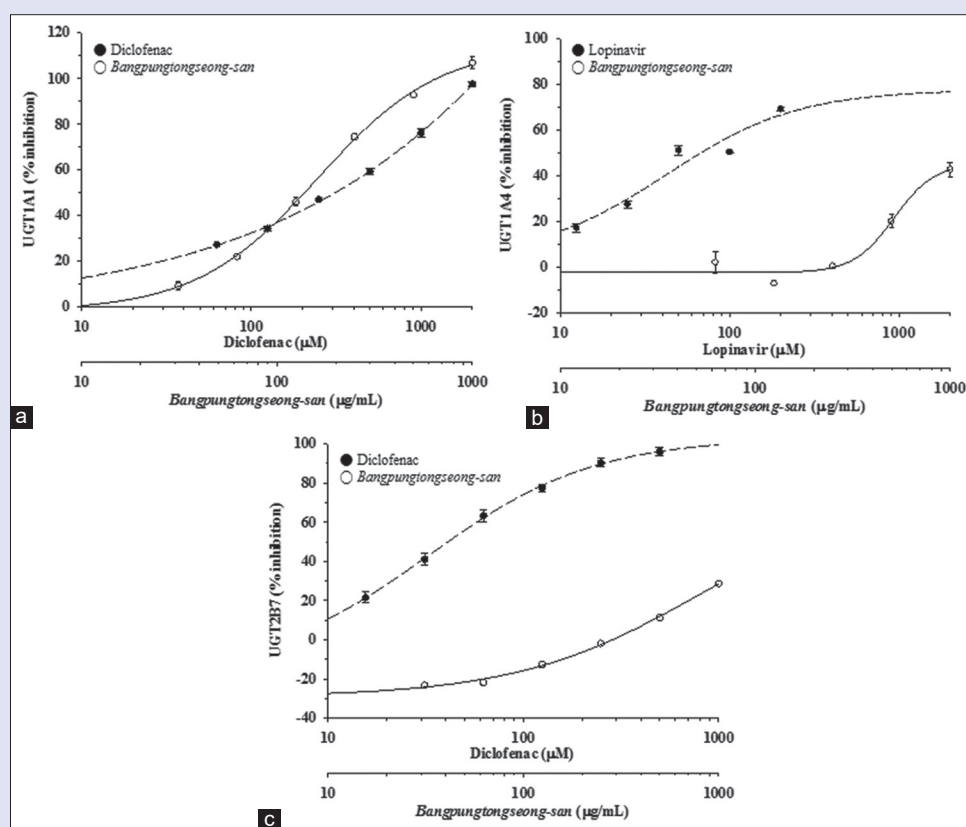 120
100
80
60
40
20
0
UGT1A1 (% inhibition)
Diclofenac
Bangpungtongseong-san
10
100
1000
Diclofenac (μM)
10
100
1000
Bangpungtongseong-san (μg/mL)
a
100
80
60
40
20
0
-20
UGT1A4 (% inhibition)
Lopinavir
Bangpungtongseong-san
10
100
1000
Lopinavir (μM)
10
100
1000
Bangpungtongseong-san (μg/mL)
b
100
80
60
40
20
0
-20
-40
UGT2B7 (% inhibition)
Diclofenac
Bangpungtongseong-san
10
100
1000
Diclofenac (μM)
10
100
1000
Bangpungtongseong-san (μg/mL)
c